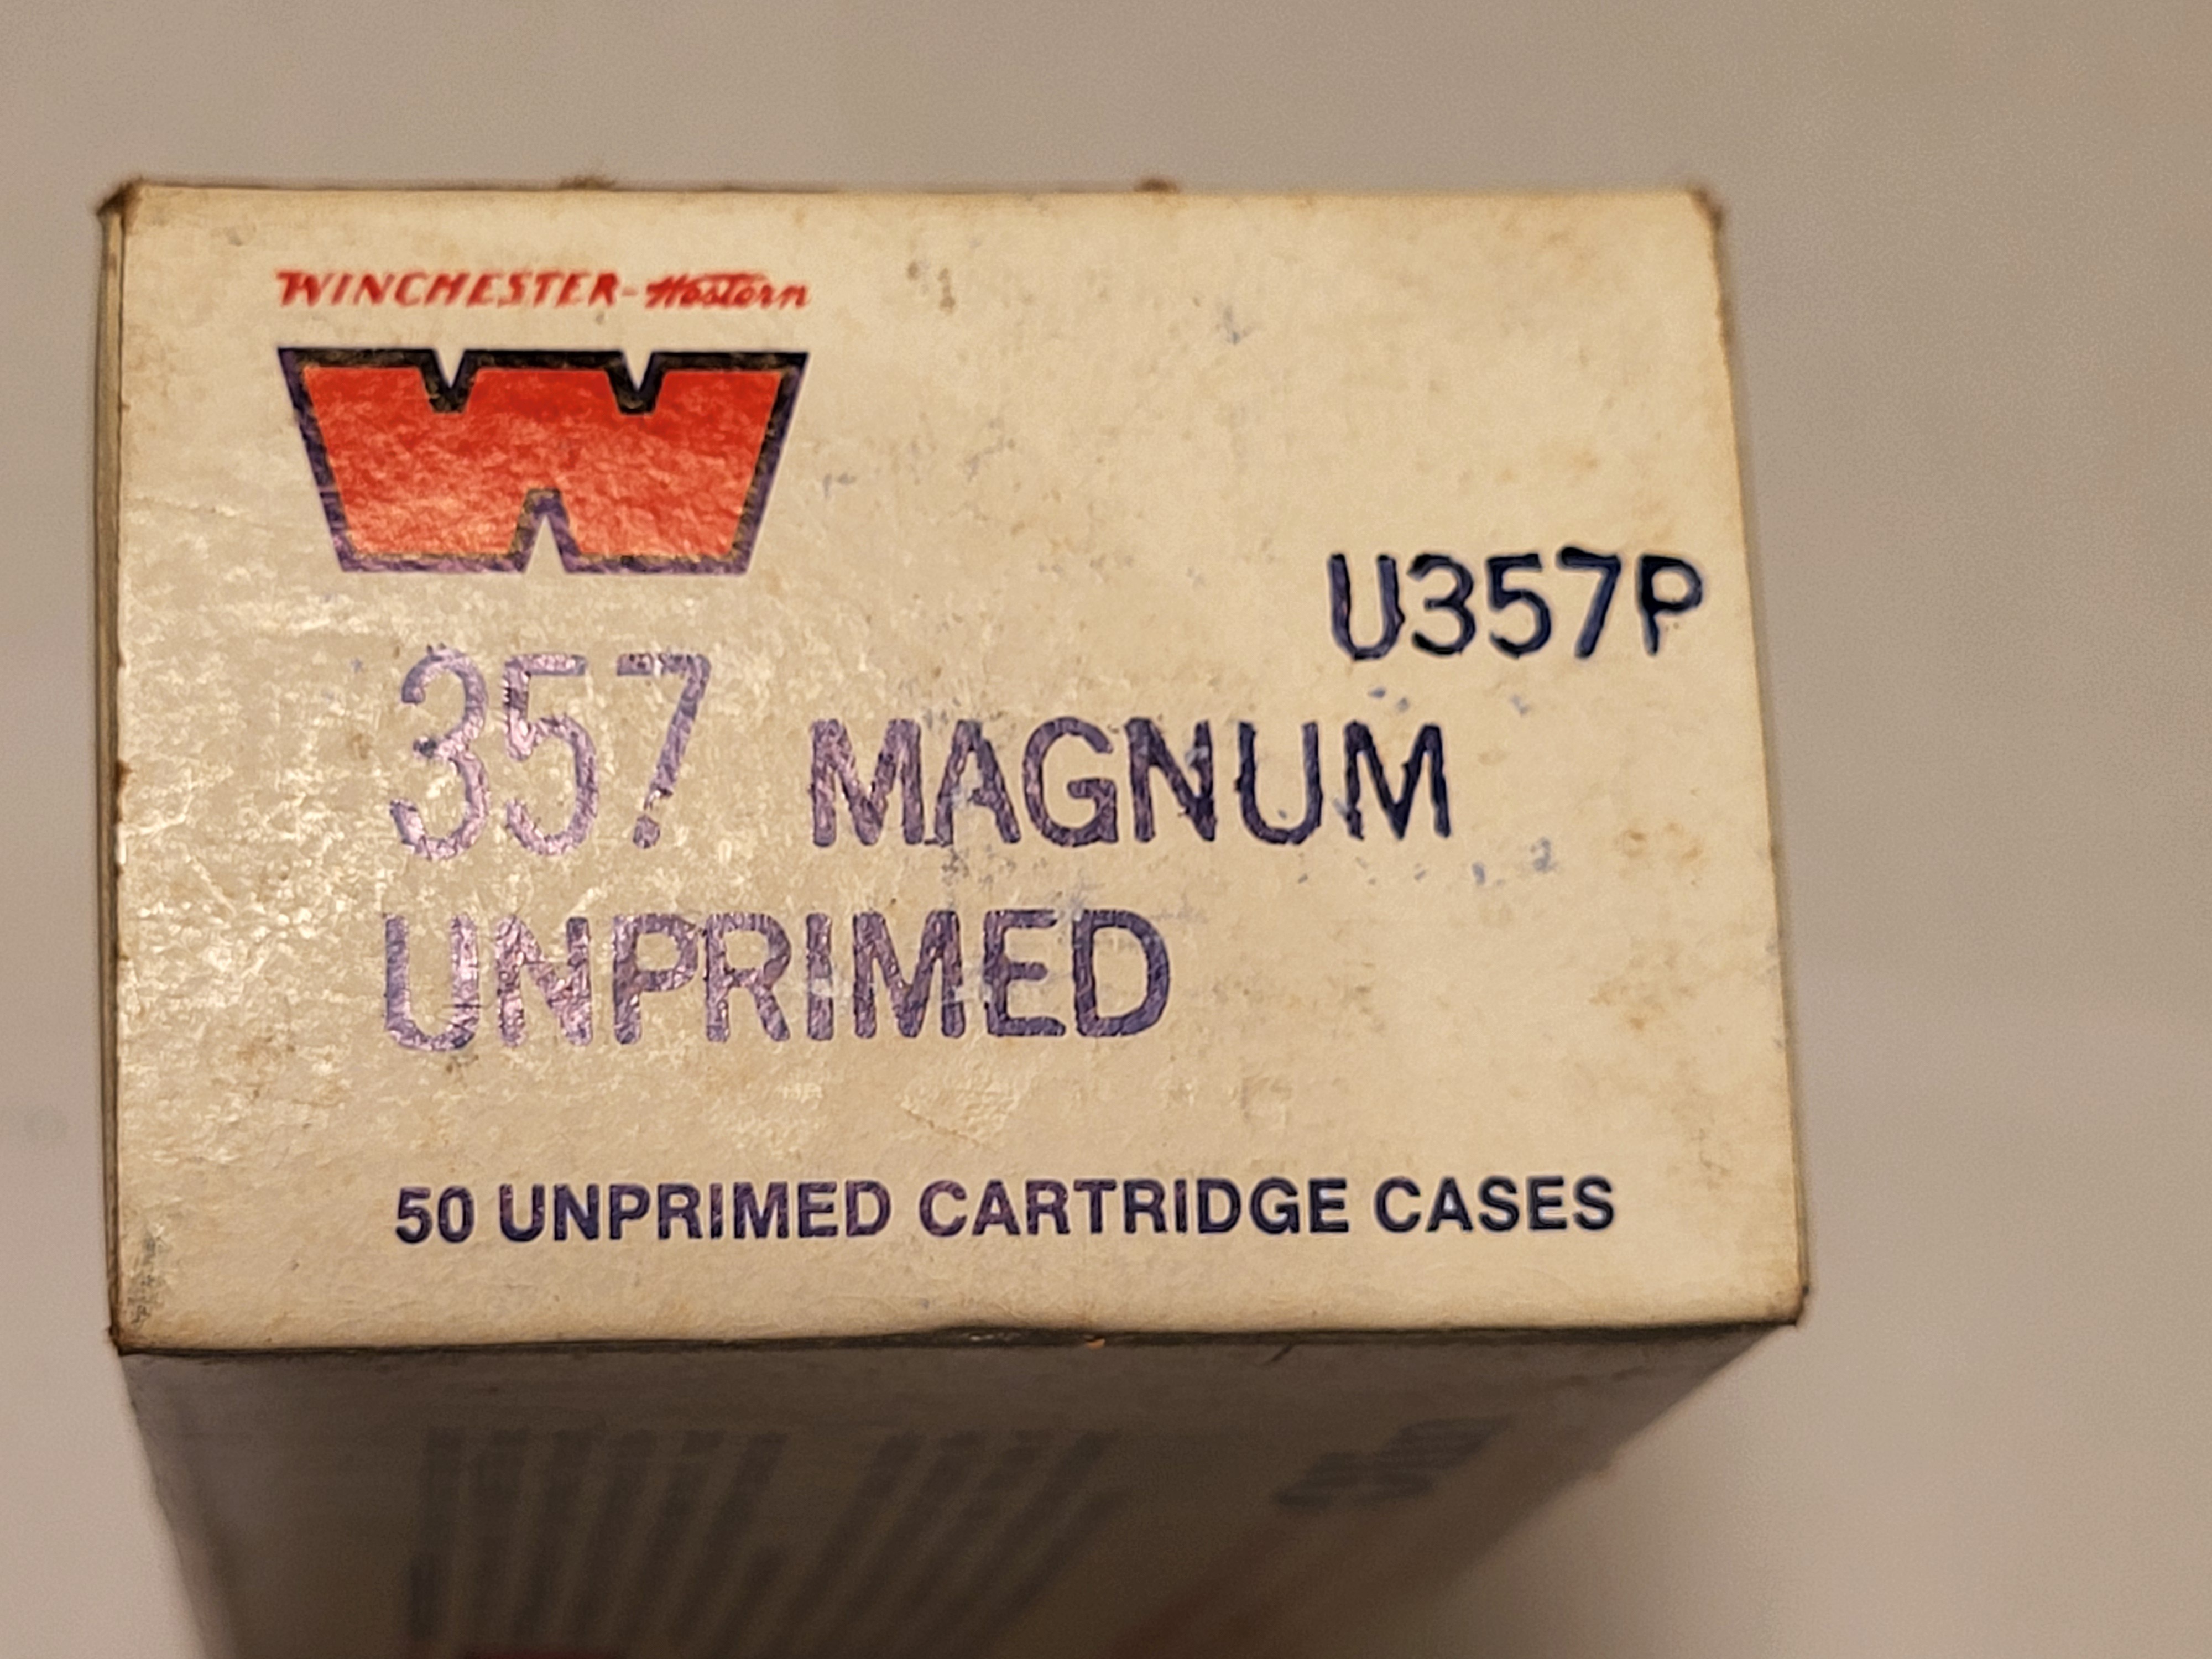 WINCHESTER-Western
W
U357P
357 MAGNUM
UNPRIMED
50 UNPRIMED CARTRIDGE CASES